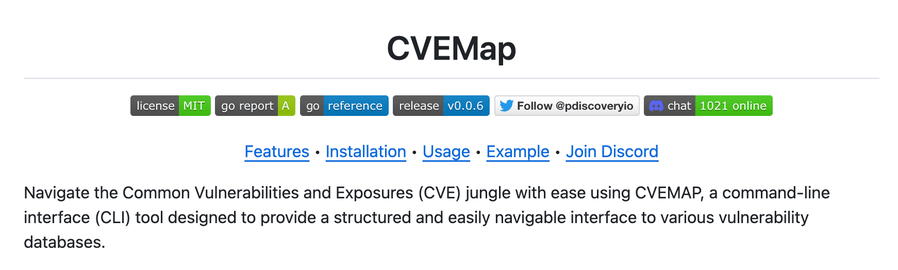 CVEMap
license MIT go report A go reference release v0.0.6 Follow @pdiscoveryio chat 1021 online
Features • Installation • Usage • Example • Join Discord
Navigate the Common Vulnerabilities and Exposures (CVE) jungle with ease using CVEMAP, a command-line
interface (CLI) tool designed to provide a structured and easily navigable interface to various vulnerability
databases.